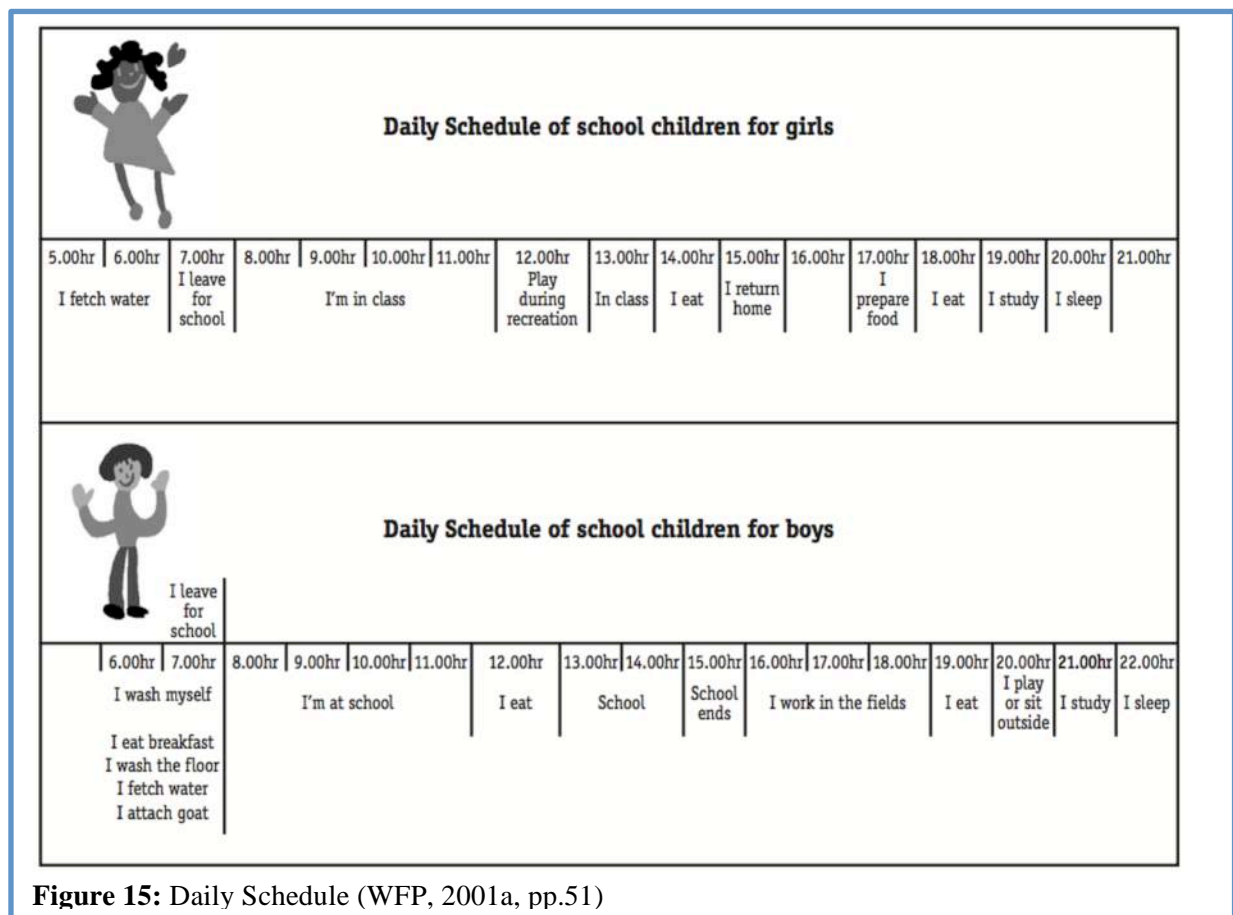 Daily Schedule of school children for girls
5.00hr 6.00hr 7.00hr 8.00hr 9.00hr 10.00hr 11.00hr 12.00hr 13.00hr 14.00hr 15.00hr 16.00hr 17.00hr 18.00hr 19.00hr 20.00hr 21.00hr
I fetch water
I leave
for
school
I'm in class
Play
during
recreation
In class
I eat
I return
home
I
prepare
food
I eat
I study
I sleep
Daily Schedule of school children for boys
I leave
for
school
6.00hr 7.00hr 8.00hr 9.00hr 10.00hr 11.00hr 12.00hr 13.00hr 14.00hr 15.00hr 16.00hr 17.00hr 18.00hr 19.00hr 20.00hr 21.00hr 22.00hr
I wash myself
I eat breakfast
I wash the floor
I fetch water
I attach goat
I'm at school
I eat
School
School
ends
I work in the fields
I eat
I play
or sit
outside
I study
I sleep
Figure 15: Daily Schedule (WFP, 2001a, pp.51)